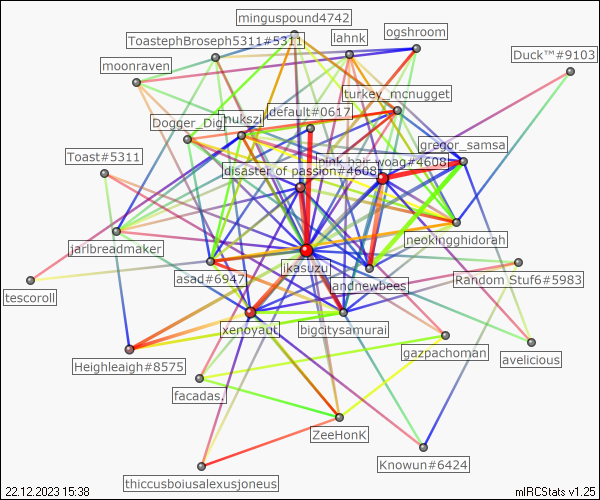 minguspound4742
ogshroom
ToastephBroseph5311#5311
lahnk
Duck™#9103
moonraven
turkey_mcnugget
default#0617
Dogger_Dig
nukszi
gregor_samsa
Toast#5311
pink_hair_yoag#4608
disaster of passion#4608
neokingghidorah
jarlbreadmaker
ikasuzu
asad#6947
andrewbees
Random Stuf6#5983
tescoroll
xenoyaut
bigcitysamurai
gazpachoman
avelicious
Heighleaigh#8575
facadas.
ZeeHonK
Knowun#6424
thiccusboiusalexusjoneus
22.12.2023 15:38
mIRCStats v1.25